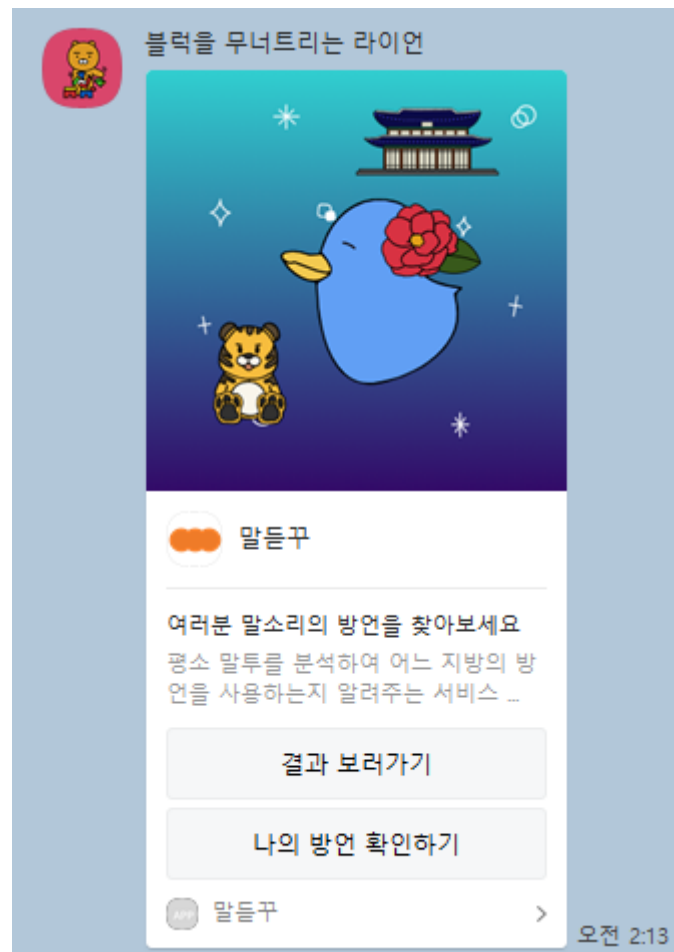 블럭을 무너트리는 라이언
말듣꾸
여러분 말소리의 방언을 찾아보세요
평소 말투를 분석하여 어느 지방의 방
언을 사용하는지 알려주는 서비스 ...
결과 보러가기
나의 방언 확인하기
APP 말듣꾸
오전 2:13